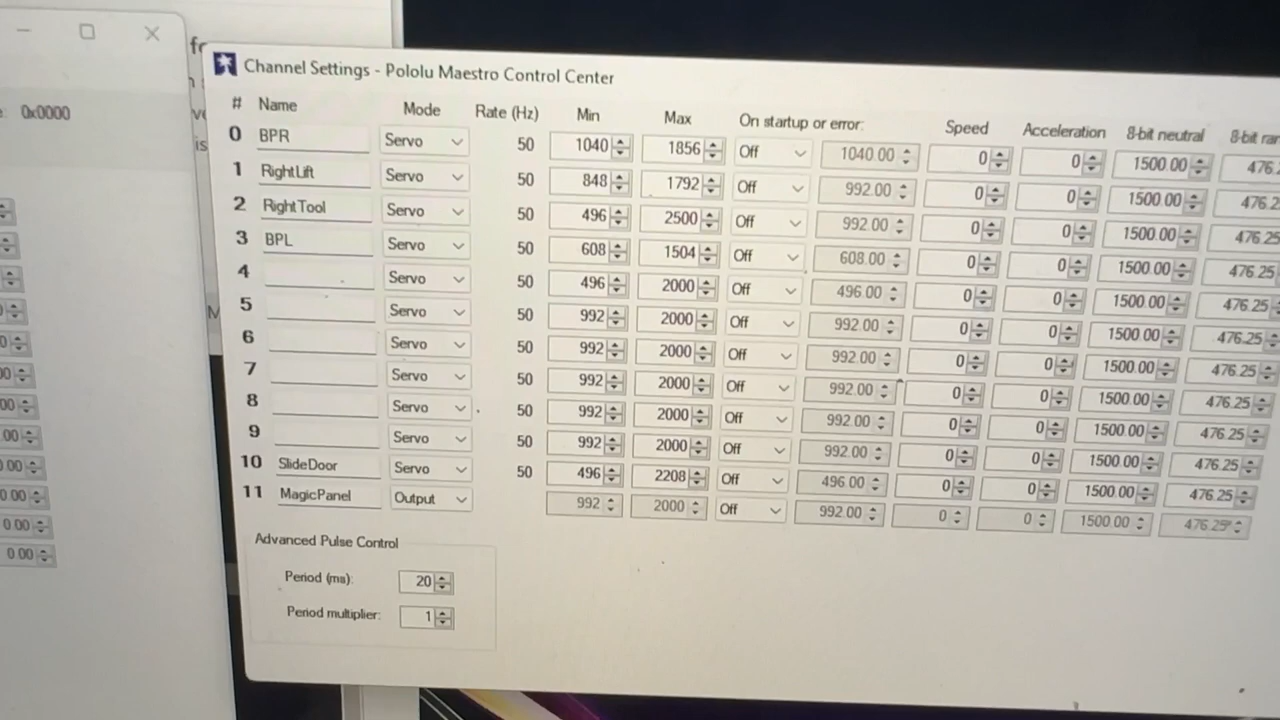 0x0000
Channel Settings - Pololu Maestro Control Center
# Name Mode Rate (Hz) Min Max On startup or error: Speed Acceleration 8-bit neutral 8-bit
0 BPR Servo 50 1040 1856 Off 1040.00 0 0 1500.00 476.
1 RightLift Servo 50 848 1792 Off 992.00 0 0 1500.00 476.2
2 RightTool Servo 50 496 2500 Off 992.00 0 0 1500.00 476.25
3 BPL Servo 50 608 1504 Off 608.00 0 0 1500.00 476.25
4 Servo 50 496 2000 Off 496.00 0 0 1500.00 476.25
5 Servo 50 992 2000 Off 992.00 0 0 1500.00 476.25
6 Servo 50 992 2000 Off 992.00 0 0 1500.00 476.25
7 Servo 50 992 2000 Off 992.00 0 0 1500.00 476.25
8 Servo 50 992 2000 Off 992.00 0 0 1500.00 476.25
9 Servo 50 992 2000 Off 992.00 0 0 1500.00 476.25
10 SlideDoor Servo 50 496 2208 Off 496.00 0 0 1500.00 476.25
11 MagicPanel Output 992 2000 Off 992.00 0 0 1500.00 476.25
Advanced Pulse Control
Period (ms): 20
Period multiplier: 1